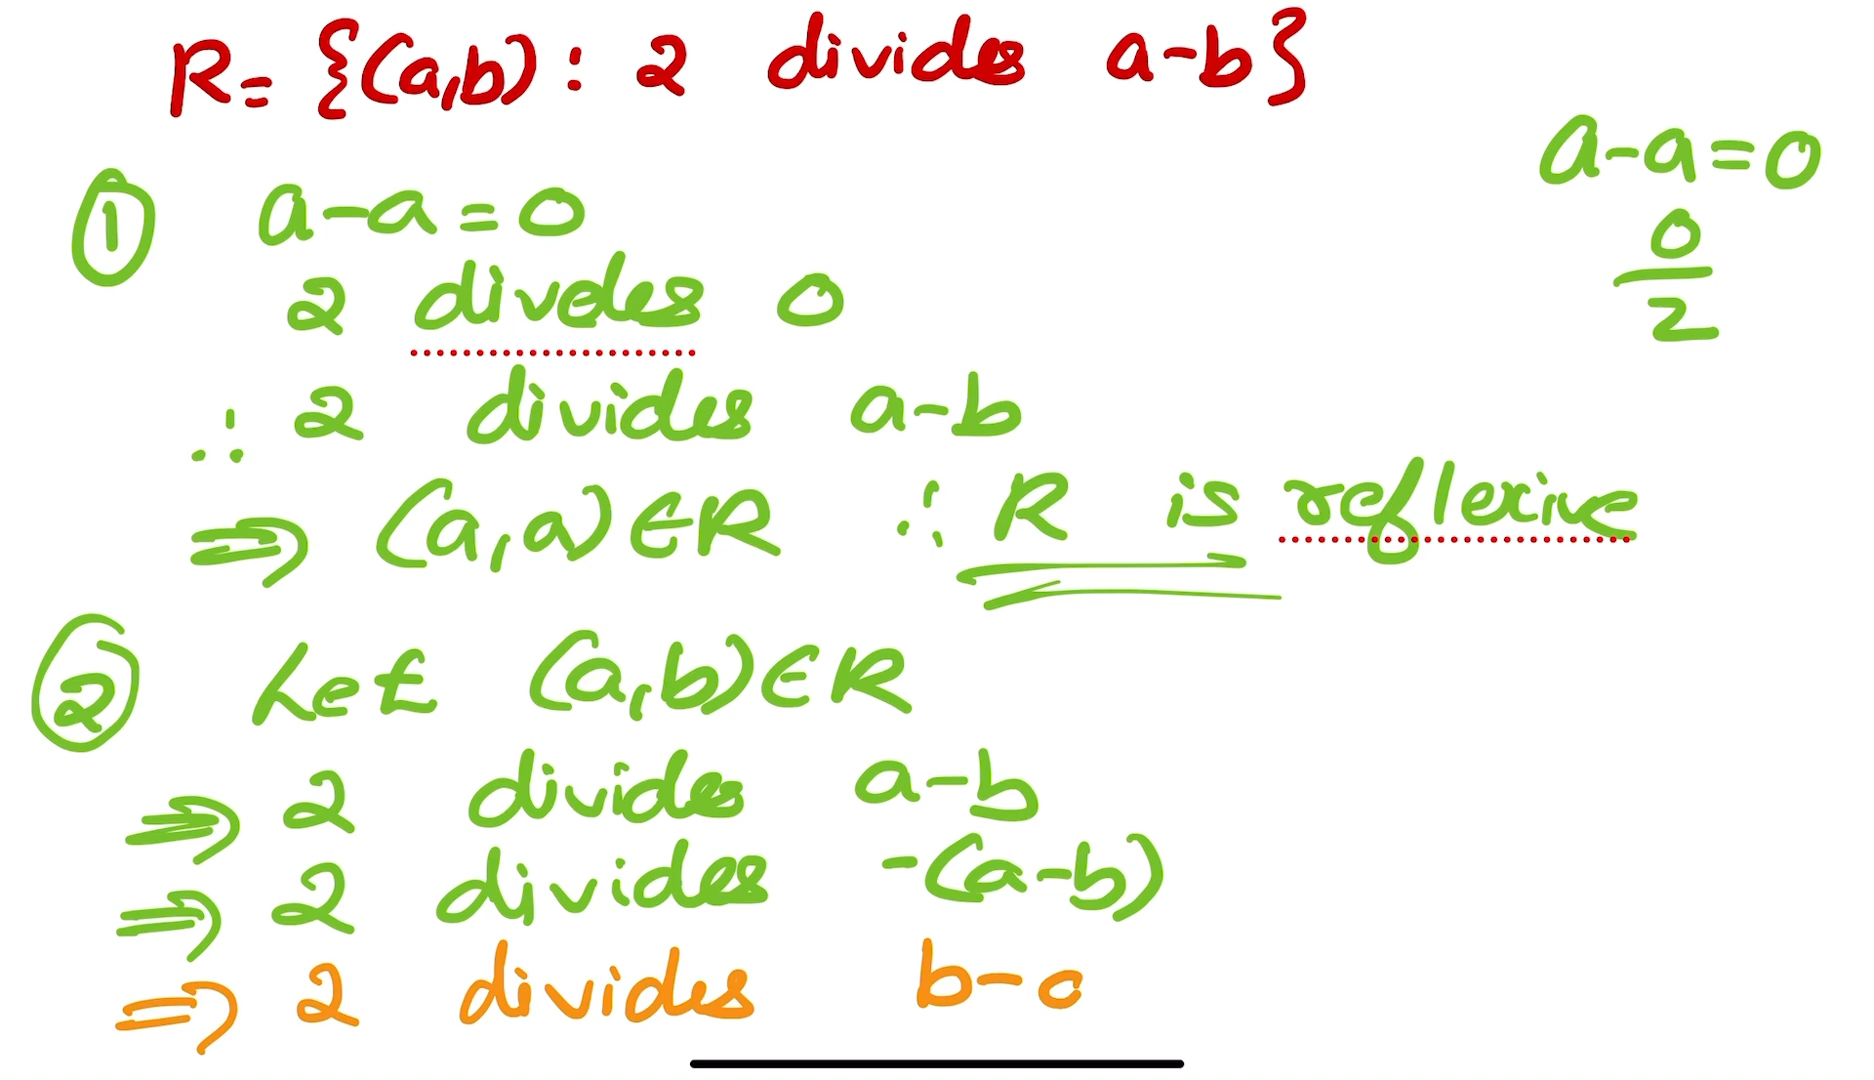 R= {(a,b) : 2 divides a-b}
a-a=0
0
2
① a-a=0
2 divides 0
∴ 2 divides a-b
⇒ (a,a)∈R ∴ R is reflexive
② Let (a,b)∈R
⇒ 2 divides a-b
⇒ 2 divides -(a-b)
⇒ 2 divides b-